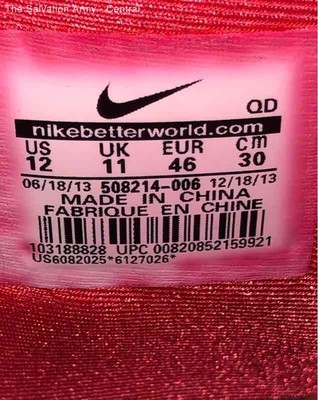 The Salvation Army - Central
QD
nikebetterworld.com
US UK EUR cm
12 11 46 30
06/18/13 508214-006 12/18/13
MADE IN CHINA
FABRIQUE EN CHINE
103188828 UPC 00820852159921
US6082025*6127026*